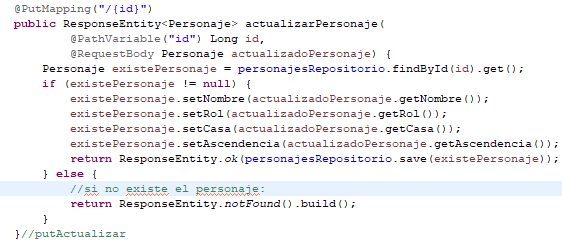 @PutMapping("/{id}")
public ResponseEntity<Personaje> actualizarPersonaje(
@PathVariable("id") Long id,
@RequestBody Personaje actualizadoPersonaje) {
Personaje existePersonaje = personajesRepositorio.findById(id).get();
if (existePersonaje != null) {
existePersonaje.setNombre(actualizadoPersonaje.getNombre());
existePersonaje.setRol(actualizadoPersonaje.getRol());
existePersonaje.setCasa(actualizadoPersonaje.getCasa());
existePersonaje.setAscendencia(actualizadoPersonaje.getAscendencia());
return ResponseEntity.ok(personajesRepositorio.save(existePersonaje));
} else {
//si no existe el personaje:
return ResponseEntity.notFound().build();
}
}//putActualizar